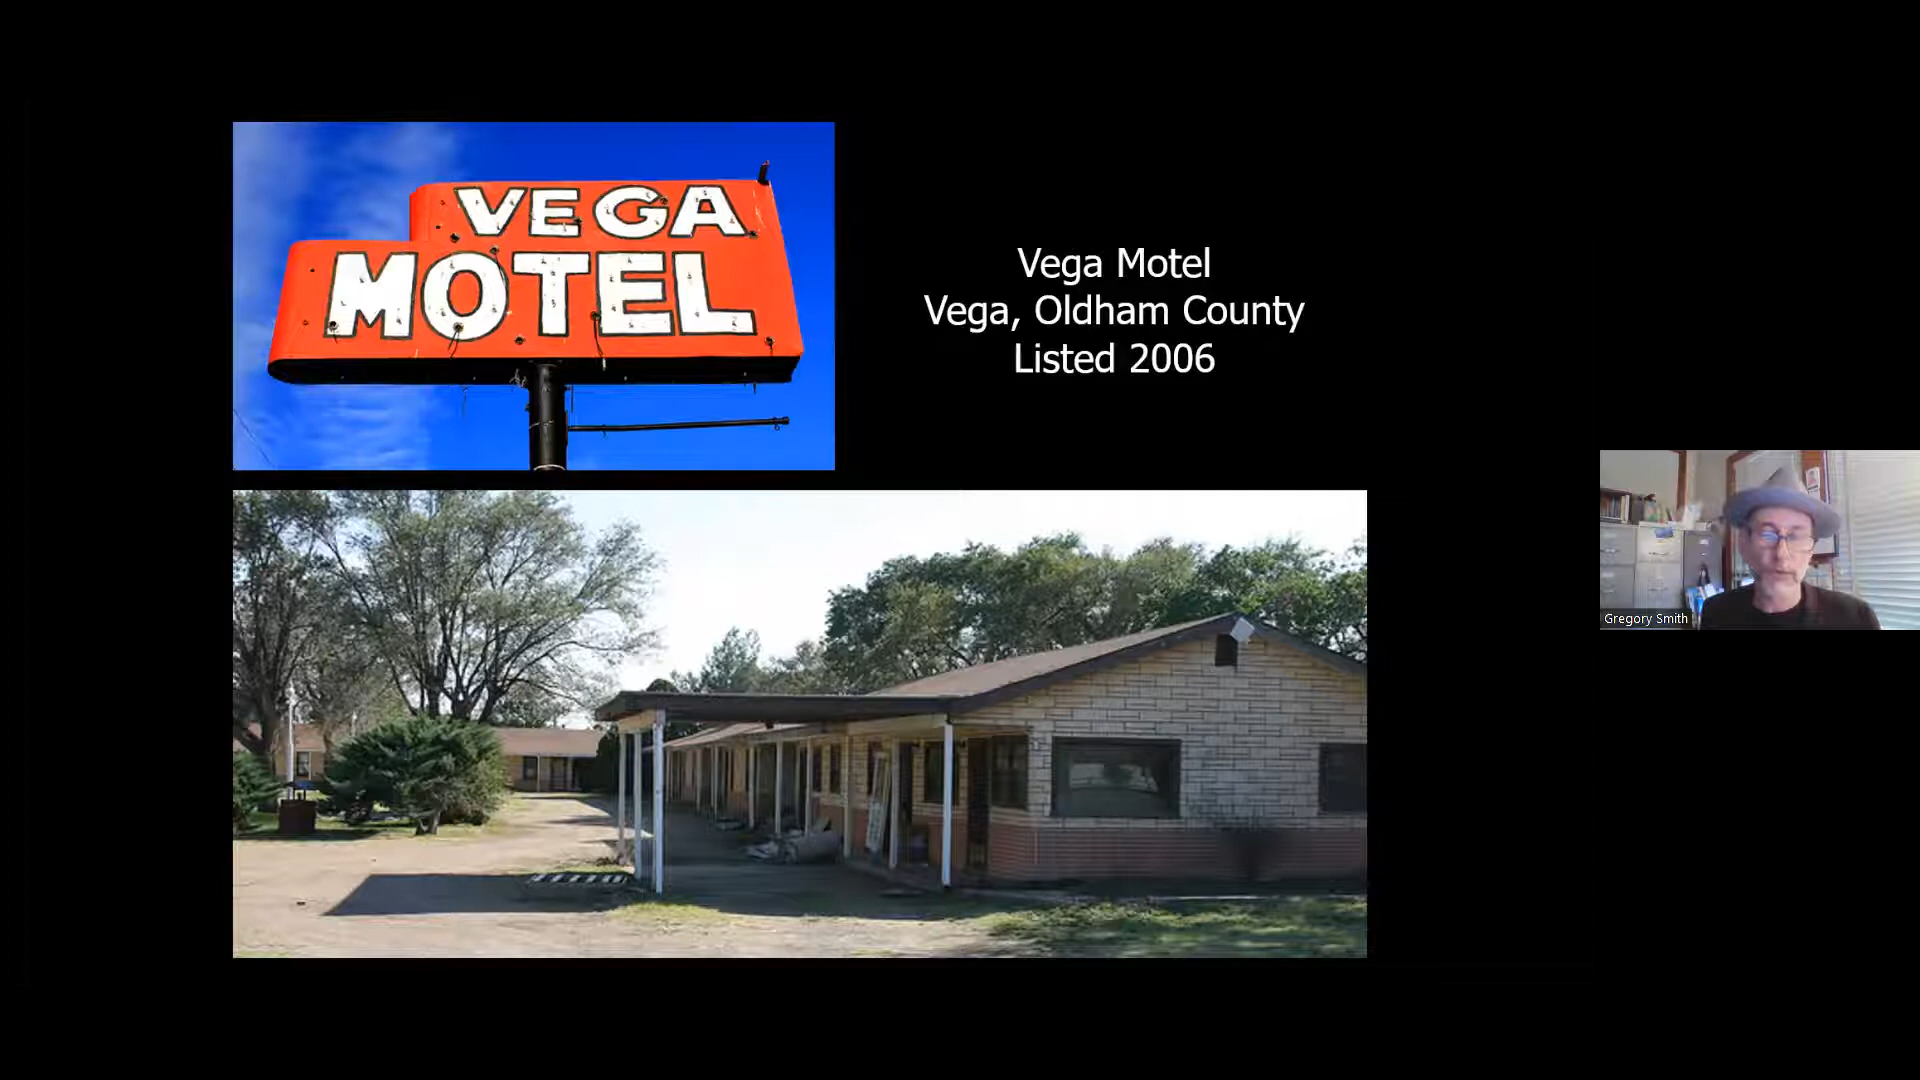 VEGA
MOTEL
Vega Motel
Vega, Oldham County
Listed 2006
Gregory Smith